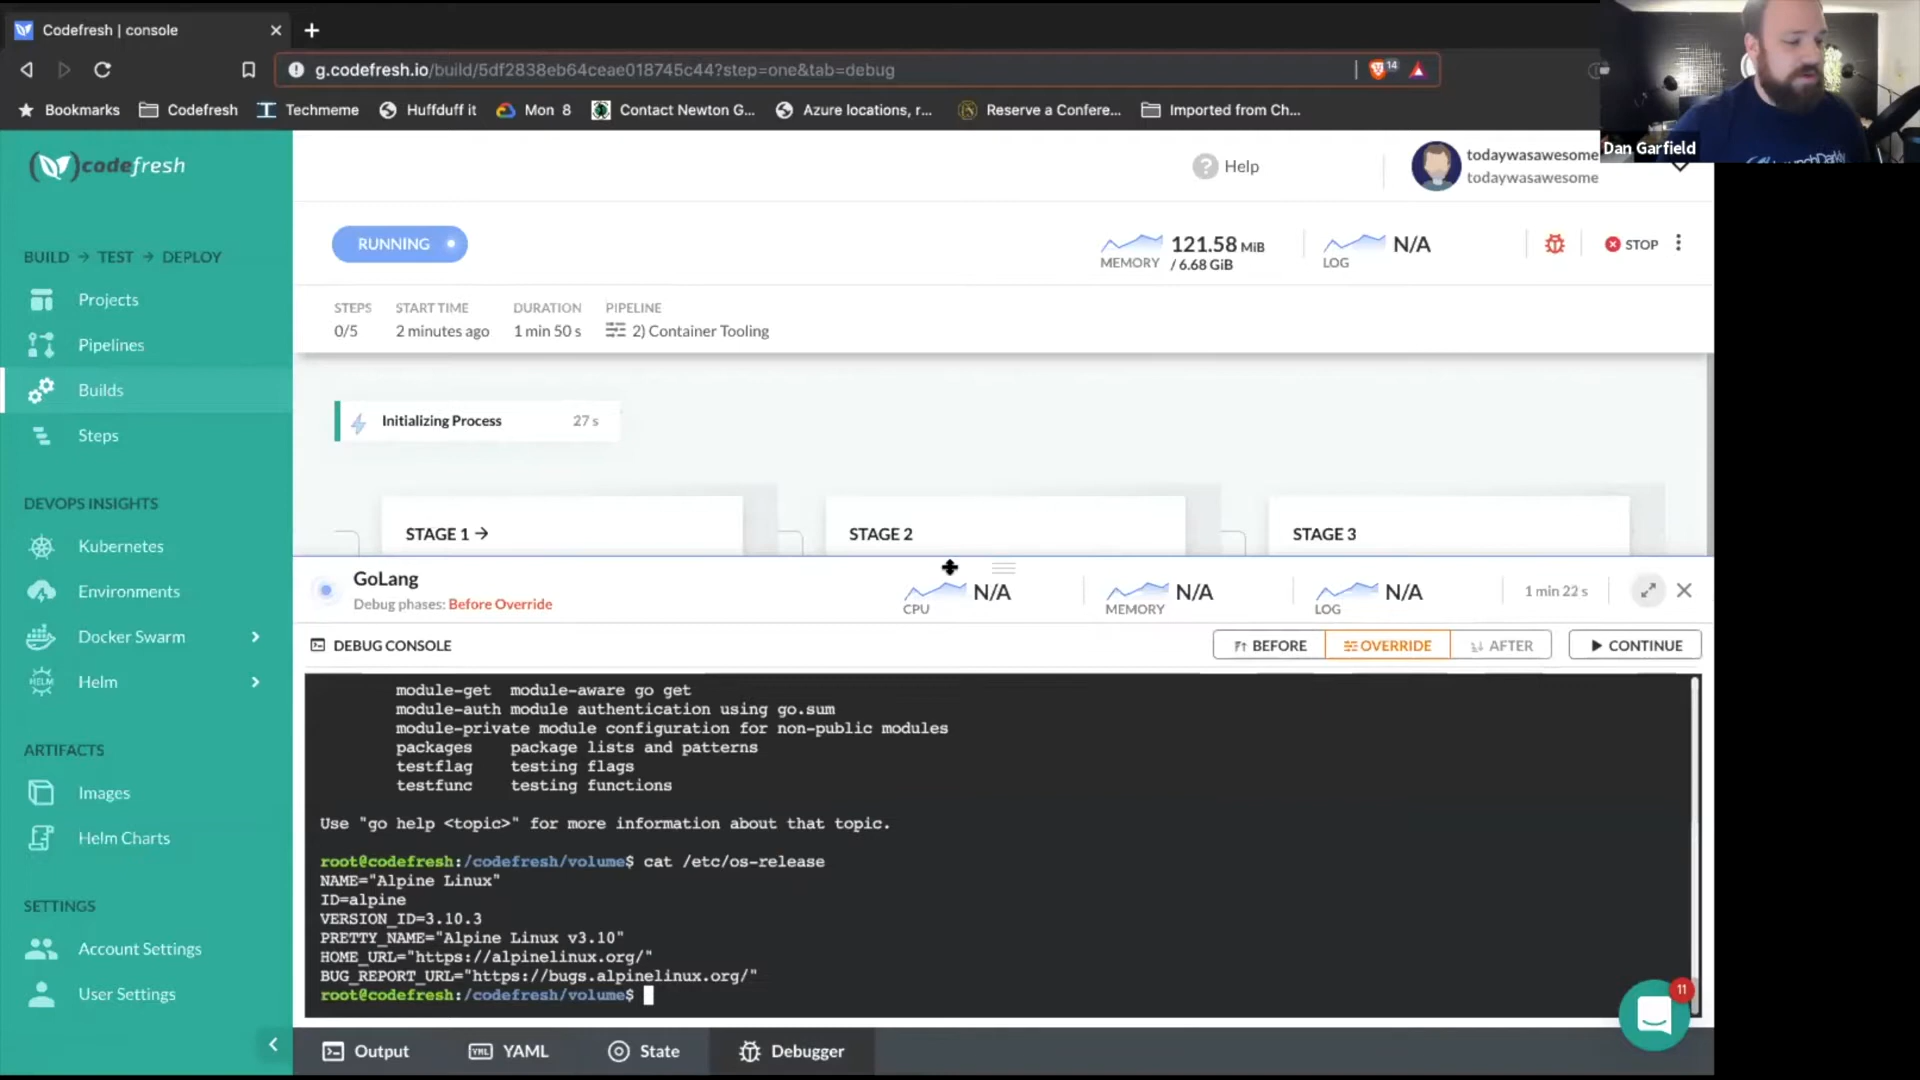 Codefresh | console
g.codefresh.io/build/5df2838eb64ceae018745c44?step=one&tab=debug
14
Bookmarks Codefresh Techmeme Huffduff it Mon 8 Contact Newton G... Azure locations, r... Reserve a Confere... Imported from Ch...
Dan Garfield
codefresh
Help
todaywasawesome
todaywasawesome
BUILD → TEST → DEPLOY
Projects
Pipelines
Builds
Steps
DEVOPS INSIGHTS
Kubernetes
Environments
Docker Swarm
HELM
Helm
ARTIFACTS
Images
Helm Charts
SETTINGS
Account Settings
User Settings
RUNNING
MEMORY
121.58 MiB
/ 6.68 GiB
LOG
N/A
STOP
STEPS START TIME DURATION PIPELINE
0/5 2 minutes ago 1 min 50 s 2) Container Tooling
Initializing Process 27 s
STAGE 1 →
STAGE 2
STAGE 3
GoLang
Debug phases: Before Override
CPU N/A
MEMORY N/A
LOG N/A
1 min 22 s
DEBUG CONSOLE
BEFORE OVERRIDE AFTER CONTINUE
module-get module-aware go get
module-auth module authentication using go.sum
module-private module configuration for non-public modules
packages package lists and patterns
testflag testing flags
testfunc testing functions
Use "go help <topic>" for more information about that topic.
root@codefresh:/codefresh/volume$ cat /etc/os-release
NAME="Alpine Linux"
ID=alpine
VERSION_ID=3.10.3
PRETTY_NAME="Alpine Linux v3.10"
HOME_URL="https://alpinelinux.org/"
BUG_REPORT_URL="https://bugs.alpinelinux.org/"
root@codefresh:/codefresh/volume$
11
Output
YML YAML
State
Debugger